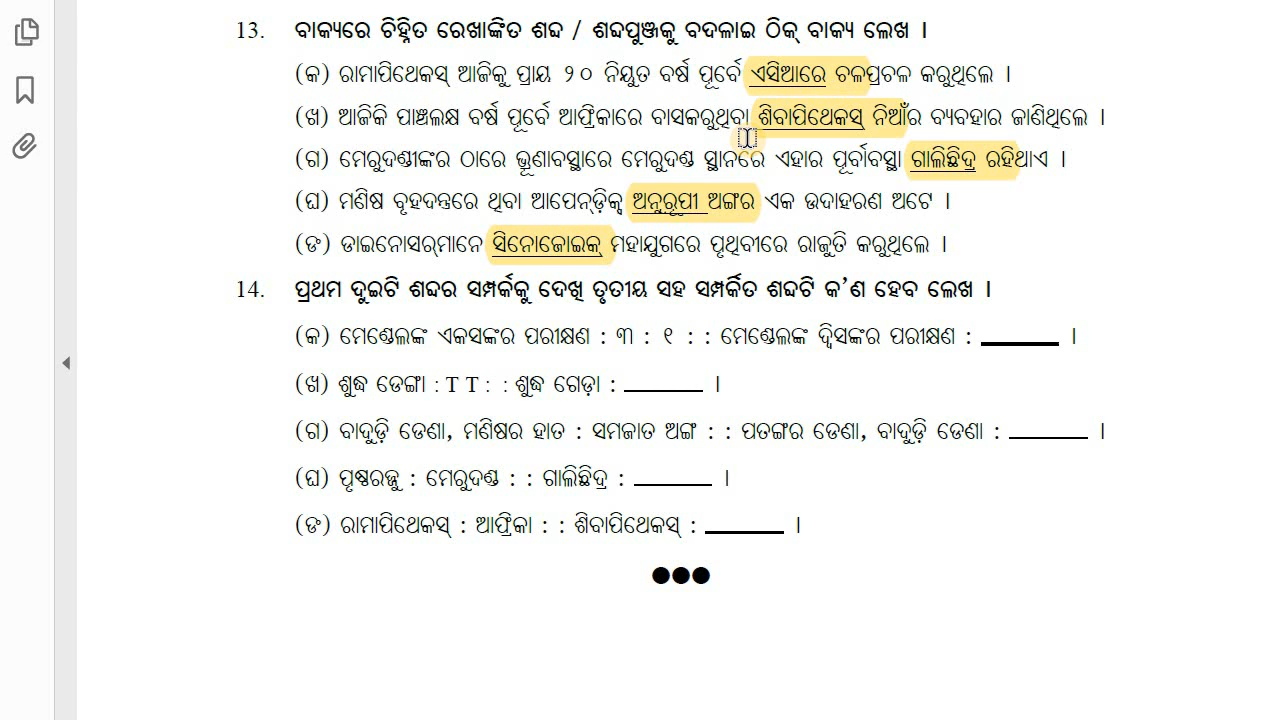 13. ବାକ୍ୟରେ ଚିହ୍ନିତ ରେଖାଙ୍କିତ ଶବ୍ଦ / ଶବ୍ଦପୁଞ୍ଜକୁ ବଦଳାଇ ଠିକ୍ ବାକ୍ୟ ଲେଖ ।
(କ) ରାମାପିଥେକସ୍ ଆଜିକୁ ପ୍ରାୟ ୨୦ ନିୟୁତ ବର୍ଷ ପୂର୍ବେ ଏସିଆରେ ଚଳପ୍ରଚଳ କରୁଥିଲେ ।
(ଖ) ଆଜିକି ପାଞ୍ଚଲକ୍ଷ ବର୍ଷ ପୂର୍ବେ ଆଫ୍ରିକାରେ ବାସକରୁଥିବା ଶିବାପିଥେକସ୍ ନିଆଁର ବ୍ୟବହାର ଜାଣିଥିଲେ ।
(ଗ) ମେରୁଦଣ୍ଡୀଙ୍କର ଠାରେ ଭ୍ରୂଣାବସ୍ଥାରେ ମେରୁଦଣ୍ଡ ସ୍ଥାନରେ ଏହାର ପୂର୍ବାବସ୍ଥା ଗାଲିଛିଦ୍ର ରହିଥାଏ ।
(ଘ) ମଣିଷ ବୃହଦନ୍ତ୍ରରେ ଥିବା ଆପେନ୍‌ଡ଼ିକ୍ସ ଅନୁରୂପୀ ଅଙ୍ଗର ଏକ ଉଦାହରଣ ଅଟେ ।
(ଙ) ଡାଇନୋସର୍‌ମାନେ ସିନୋଜୋଇକ୍ ମହାଯୁଗରେ ପୃଥିବୀରେ ରାଜୁତି କରୁଥିଲେ ।
14. ପ୍ରଥମ ଦୁଇଟି ଶବ୍ଦର ସମ୍ପର୍କକୁ ଦେଖି ତୃତୀୟ ସହ ସମ୍ପର୍କିତ ଶବ୍ଦଟି କ'ଣ ହେବ ଲେଖ ।
(କ) ମେଣ୍ଡେଲଙ୍କ ଏକସଙ୍କର ପରୀକ୍ଷଣ : ୩ : ୧ : : ମେଣ୍ଡେଲଙ୍କ ଦ୍ୱିସଙ୍କର ପରୀକ୍ଷଣ : ______ ।
(ଖ) ଶୁଦ୍ଧ ଡେଙ୍ଗା : T T : : ଶୁଦ୍ଧ ଗେଡ଼ା : ______ ।
(ଗ) ବାଦୁଡ଼ି ଡେଣା, ମଣିଷର ହାତ : ସମଜାତ ଅଙ୍ଗ : : ପତଙ୍ଗର ଡେଣା, ବାଦୁଡ଼ି ଡେଣା : ______ ।
(ଘ) ପୃଷ୍ଠରଜ୍ଜୁ : ମେରୁଦଣ୍ଡ : : ଗାଲିଛିଦ୍ର : ______ ।
(ଙ) ରାମାପିଥେକସ୍ : ଆଫ୍ରିକା : : ଶିବାପିଥେକସ୍ : ______ ।